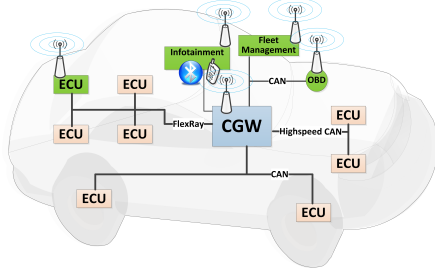 Infotainment
Fleet
Management
ECU
ECU
CAN
OBD
ECU
ECU
FlexRay
CGW
Highspeed CAN
ECU
ECU
CAN
ECU
ECU